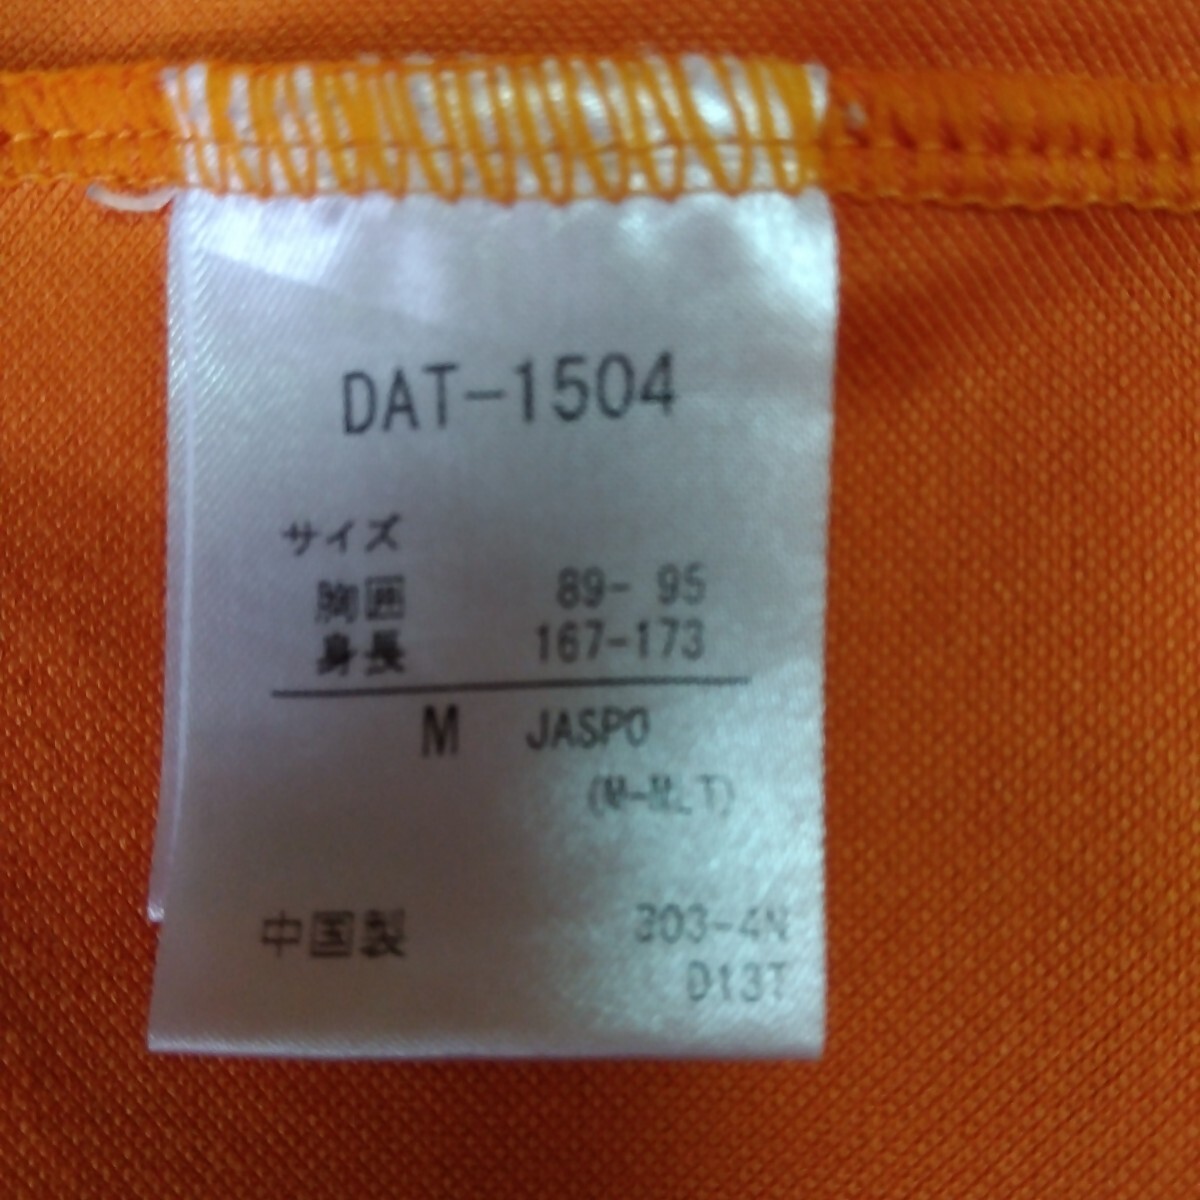 DAT-1504
サイズ
胸囲 89- 95
身長 167-173
M JASPO
(M-MLT)
中国製 303-4N
D13T